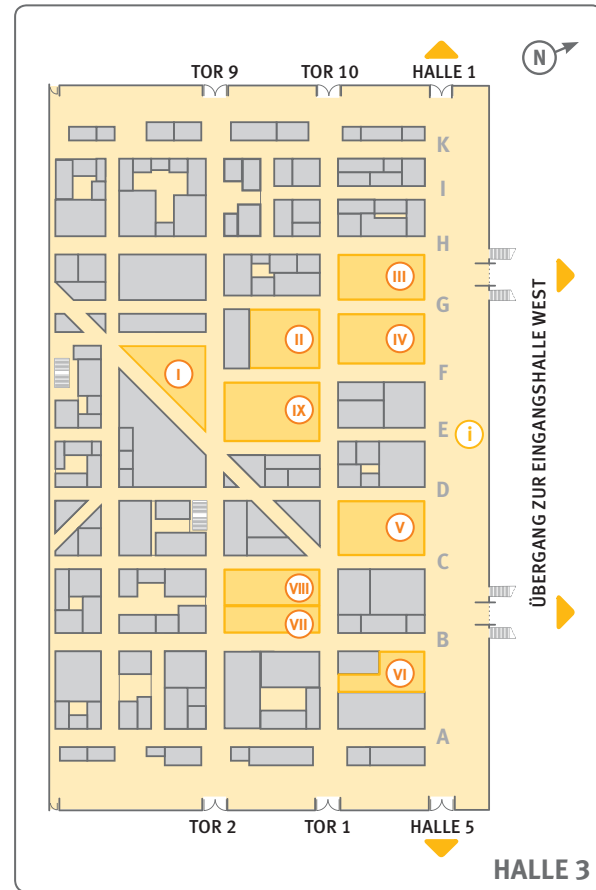 N
TOR 9
TOR 10
HALLE 1
K
I
H
III
G
II
IV
I
F
IX
E
i
D
V
C
VIII
VII
B
VI
A
ÜBERGANG ZUR EINGANGSHALLE WEST
TOR 2
TOR 1
HALLE 5
HALLE 3